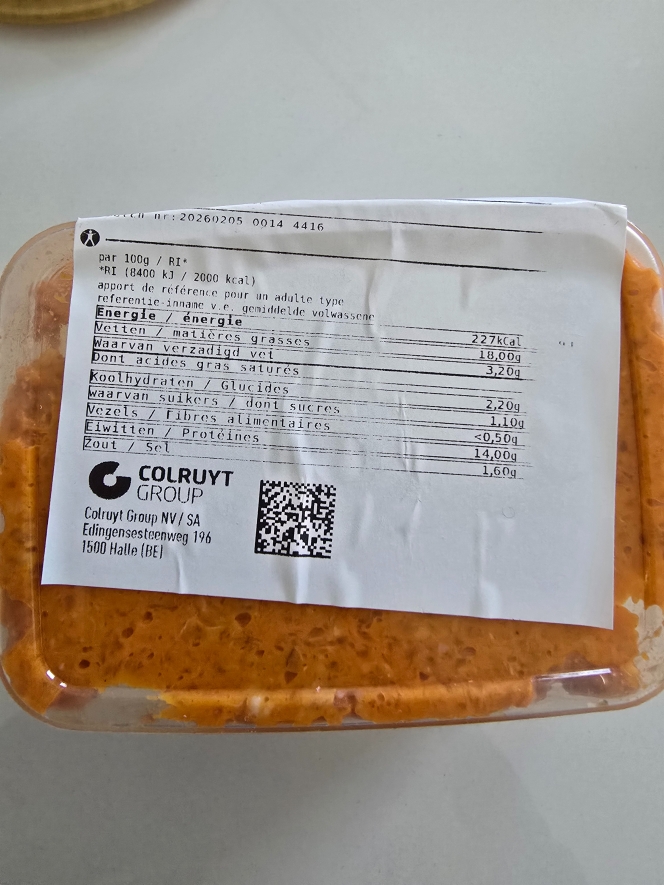 nr:20260205 0014 4416
par 100g / RI*
*RI (8400 kJ / 2000 kcal)
apport de référence pour un adulte type
referentie-inname v.e. gemiddelde volwassene
Energie / énergie 227kCal
Vetten / matières grasses 18,00g
Waarvan verzadigd vet
Dont acides gras saturés 3,20g
Koolhydraten / Glucides 2,20g
waarvan suikers / dont sucres 1,10g
Vezels / Fibres alimentaires <0,50g
Eiwitten / Protéines 14,00g
Zout / Sel 1,60g
COLRUYT
GROUP
Colruyt Group NV / SA
Edingensesteenweg 196
1500 Halle (BE)